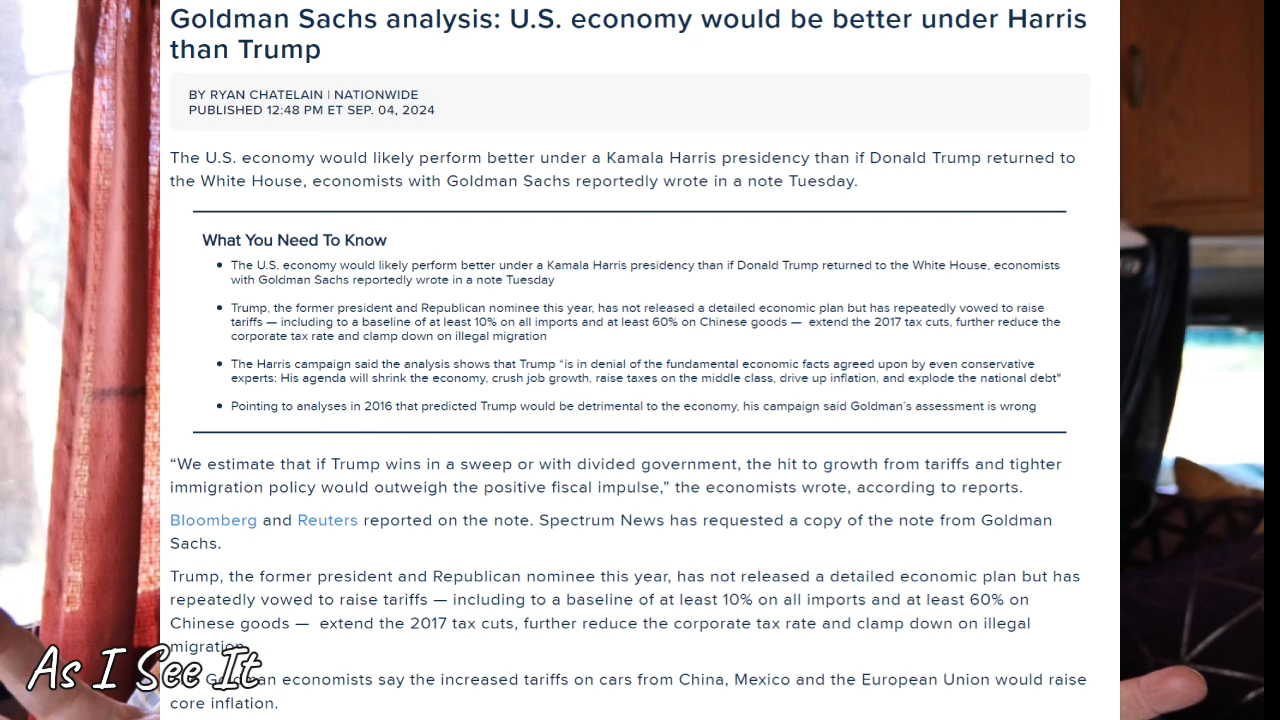 Goldman Sachs analysis: U.S. economy would be better under Harris
than Trump
BY RYAN CHATELAIN | NATIONWIDE
PUBLISHED 12:48 PM ET SEP. 04, 2024
The U.S. economy would likely perform better under a Kamala Harris presidency than if Donald Trump returned to
the White House, economists with Goldman Sachs reportedly wrote in a note Tuesday.
What You Need To Know
• The U.S. economy would likely perform better under a Kamala Harris presidency than if Donald Trump returned to the White House, economists
with Goldman Sachs reportedly wrote in a note Tuesday
• Trump, the former president and Republican nominee this year, has not released a detailed economic plan but has repeatedly vowed to raise
tariffs — including to a baseline of at least 10% on all imports and at least 60% on Chinese goods — extend the 2017 tax cuts, further reduce the
corporate tax rate and clamp down on illegal migration
• The Harris campaign said the analysis shows that Trump “is in denial of the fundamental economic facts agreed upon by even conservative
experts: His agenda will shrink the economy, crush job growth, raise taxes on the middle class, drive up inflation, and explode the national debt"
• Pointing to analyses in 2016 that predicted Trump would be detrimental to the economy, his campaign said Goldman’s assessment is wrong
“We estimate that if Trump wins in a sweep or with divided government, the hit to growth from tariffs and tighter
immigration policy would outweigh the positive fiscal impulse,” the economists wrote, according to reports.
Bloomberg and Reuters reported on the note. Spectrum News has requested a copy of the note from Goldman
Sachs.
Trump, the former president and Republican nominee this year, has not released a detailed economic plan but has
repeatedly vowed to raise tariffs — including to a baseline of at least 10% on all imports and at least 60% on
Chinese goods — extend the 2017 tax cuts, further reduce the corporate tax rate and clamp down on illegal
migration
As I See It
economists say the increased tariffs on cars from China, Mexico and the European Union would raise
core inflation.